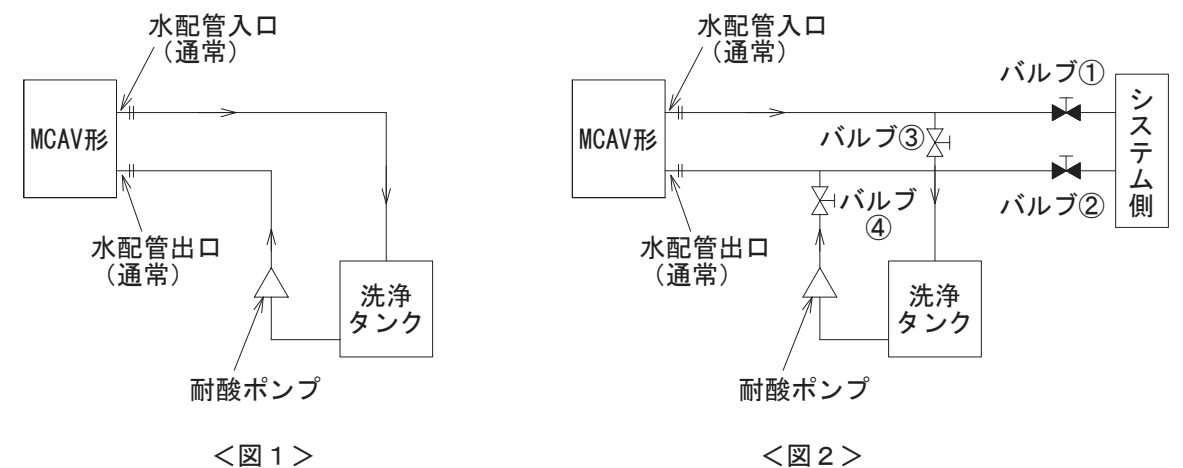 水配管入口
（通常）
MCAV形
水配管出口
（通常）
洗浄
タンク
耐酸ポンプ
＜図１＞
水配管入口
（通常）
バルブ①
MCAV形
バルブ③
システム側
バルブ②
バルブ
④
水配管出口
（通常）
洗浄
タンク
耐酸ポンプ
＜図２＞